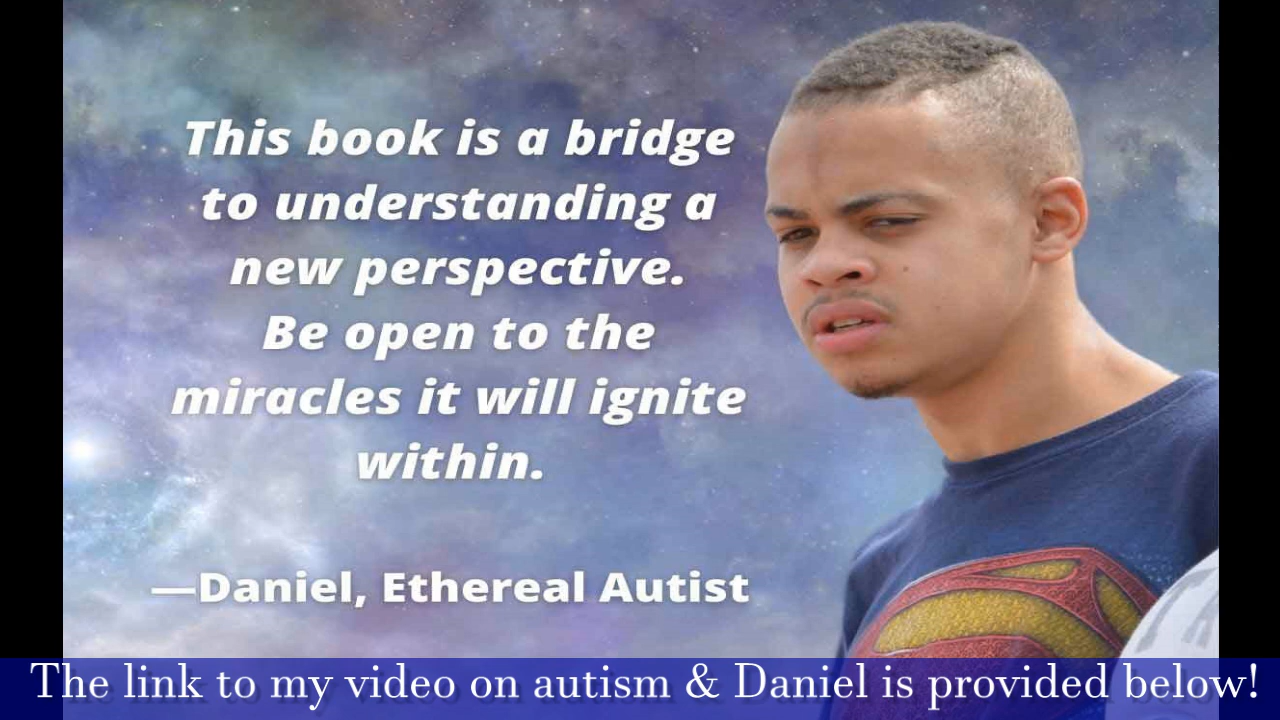 This book is a bridge
to understanding a
new perspective.
Be open to the
miracles it will ignite
within.
—Daniel, Ethereal Autist
The link to my video on autism & Daniel is provided below!